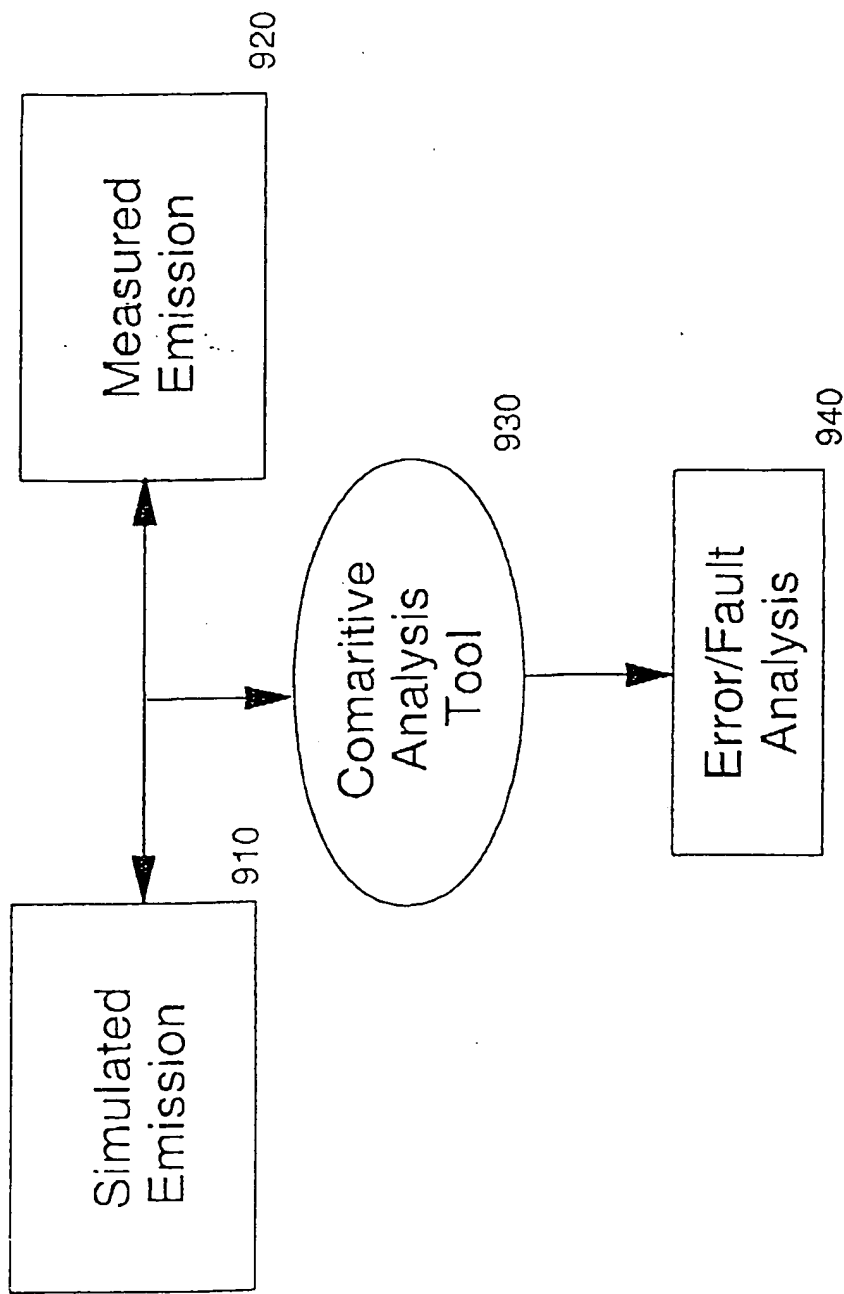 Simulated
Emission
910
Measured
Emission
920
Comaritive
Analysis
Tool
930
Error/Fault
Analysis
940